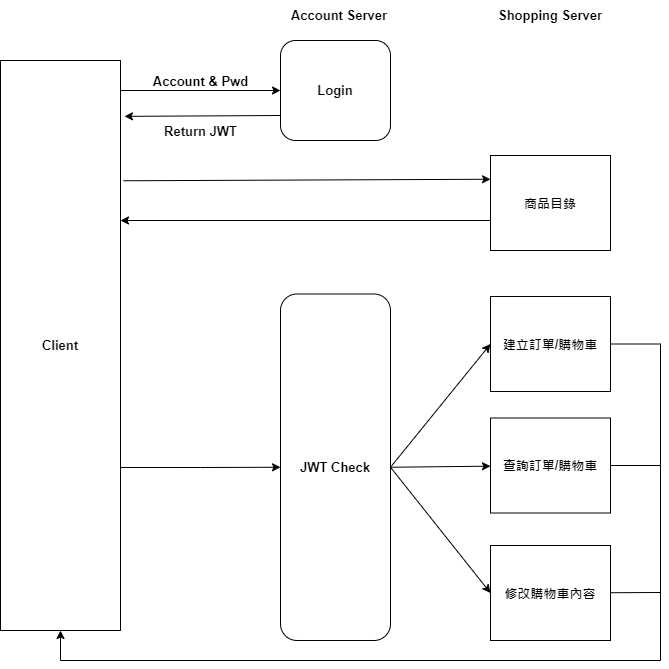 Account Server
Shopping Server
Account & Pwd
Login
Return JWT
商品目錄
Client
建立訂單/購物車
JWT Check
查詢訂單/購物車
修改購物車內容